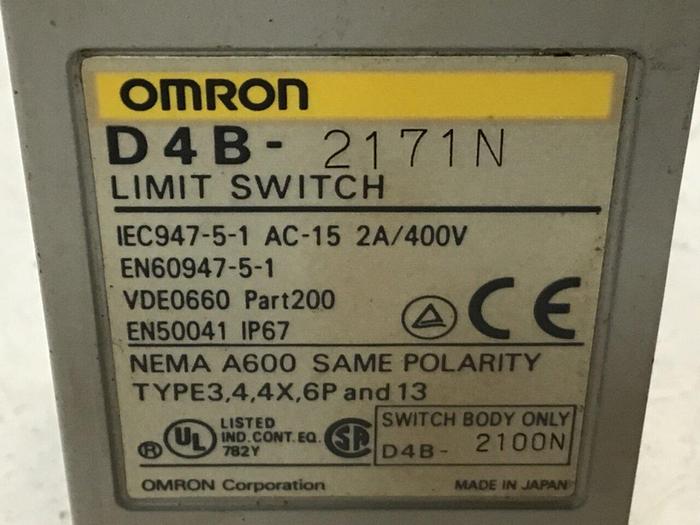 OMRON
D4B- 2171N
LIMIT SWITCH
IEC947-5-1 AC-15 2A/400V
EN60947-5-1
VDE0660 Part200
EN50041 IP67
CE
NEMA A600 SAME POLARITY
TYPE3,4,4X,6P and 13
® UL LISTED
IND.CONT.EQ.
782Y
SA
SWITCH BODY ONLY
D4B- 2100N
OMRON Corporation MADE IN JAPAN